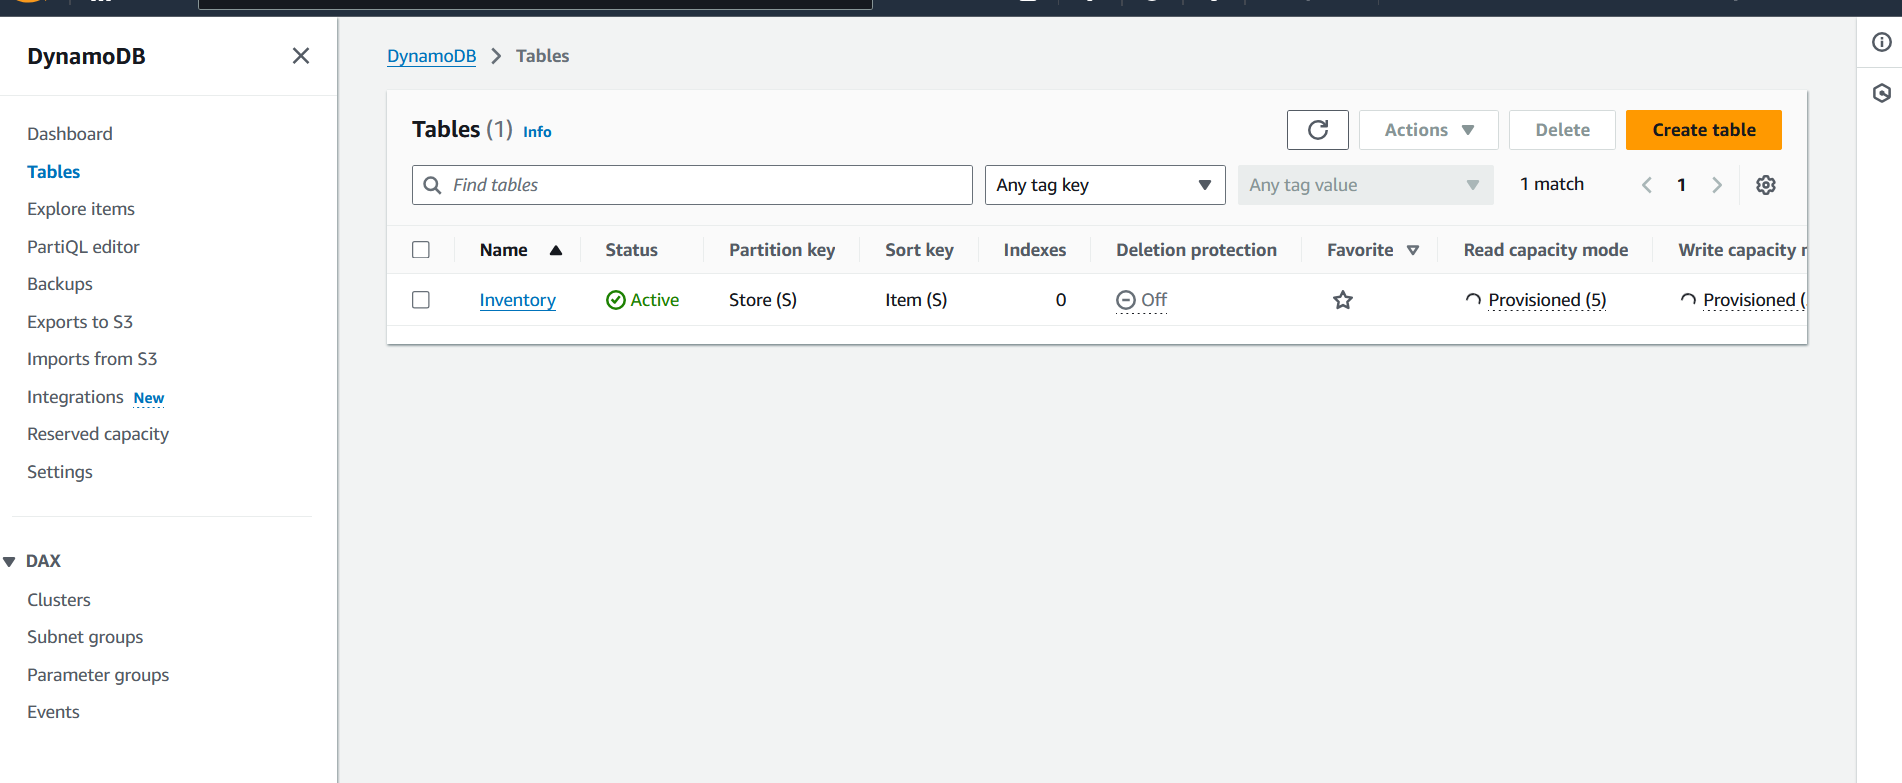 DynamoDB
Dashboard
Tables
Explore items
PartiQL editor
Backups
Exports to S3
Imports from S3
Integrations New
Reserved capacity
Settings
DAX
Clusters
Subnet groups
Parameter groups
Events
DynamoDB > Tables
Tables (1) Info
Actions
Delete
Create table
Find tables
Any tag key
Any tag value
1 match
1
Name Status Partition key Sort key Indexes Deletion protection Favorite Read capacity mode Write capacity
Inventory Active Store (S) Item (S) 0 Off Provisioned (5) Provisioned (